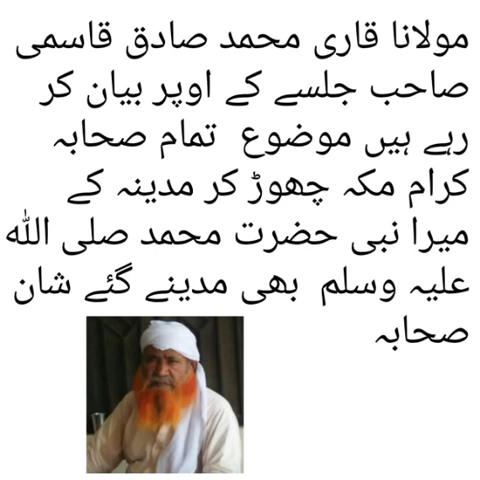 مولانا قاری محمد صادق قاسمی
صاحب جلسے کے اوپر بیان کر
رہے ہیں موضوع تمام صحابہ
کرام مکہ چھوڑ کر مدینہ کے
میرا نبی حضرت محمد صلی اللہ
علیہ وسلم بھی مدینے گئے شان
صحابہ